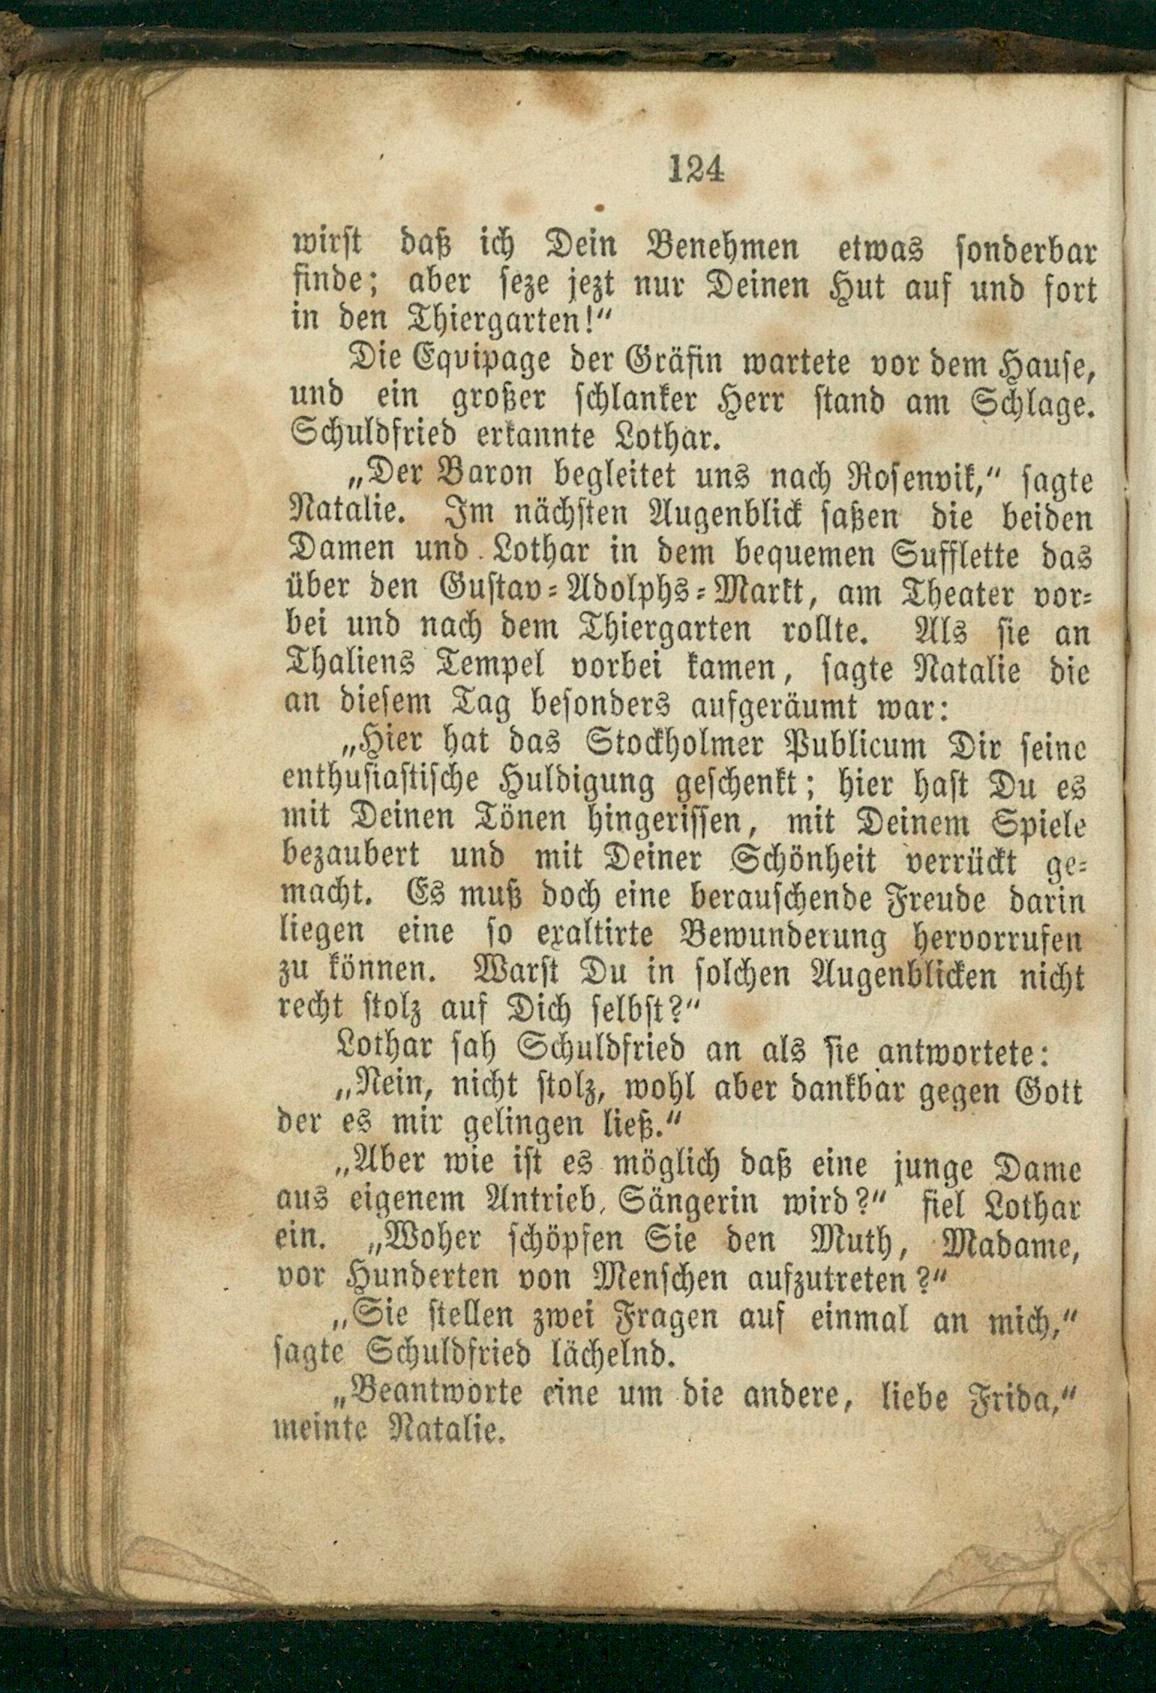 124
wirst daß ich Dein Benehmen etwas sonderbar
finde; aber seze jezt nur Deinen Hut auf und fort
in den Thiergarten!“
Die Equipage der Gräfin wartete vor dem Hause,
und ein großer schlanker Herr stand am Schlage.
Schuldfried erkannte Lothar.
„Der Baron begleitet uns nach Rosenvik,“ sagte
Natalie. Im nächsten Augenblick saßen die beiden
Damen und Lothar in dem bequemen Sufflette das
über den Gustav-Adolphs-Markt, am Theater vor-
bei und nach dem Thiergarten rollte. Als sie an
Thaliens Tempel vorbei kamen, sagte Natalie die
an diesem Tag besonders aufgeräumt war:
„Hier hat das Stockholmer Publicum Dir seine
enthusiastische Huldigung geschenkt; hier hast Du es
mit Deinen Tönen hingerissen, mit Deinem Spiele
bezaubert und mit Deiner Schönheit verrückt ge-
macht. Es muß doch eine berauschende Freude darin
liegen eine so exaltirte Bewunderung hervorrufen
zu können. Warst Du in solchen Augenblicken nicht
recht stolz auf Dich selbst?“
Lothar sah Schuldfried an als sie antwortete:
„Nein, nicht stolz, wohl aber dankbar gegen Gott
der es mir gelingen ließ.“
„Aber wie ist es möglich daß eine junge Dame
aus eigenem Antrieb Sängerin wird?“ fiel Lothar
ein. „Woher schöpfen Sie den Muth, Madame,
vor Hunderten von Menschen aufzutreten?“
„Sie stellen zwei Fragen auf einmal an mich,“
sagte Schuldfried lächelnd.
„Beantworte eine um die andere, liebe Frida,“
meinte Natalie.